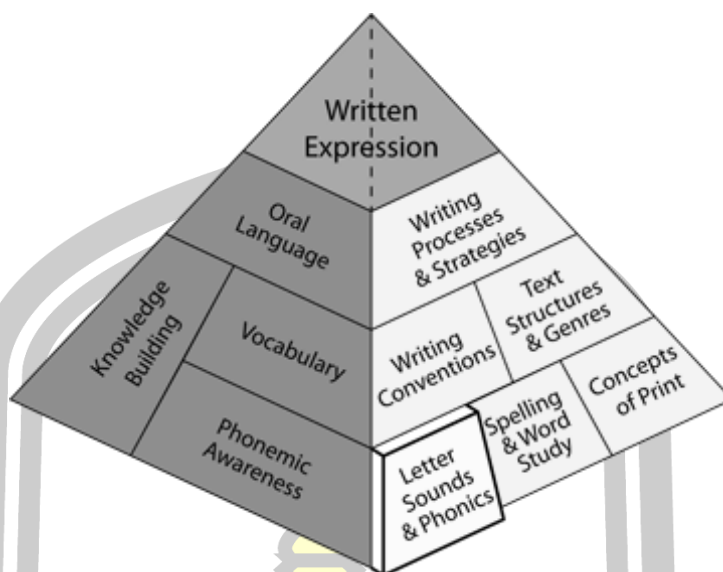 Written
Expression
Oral
Language
Writing
Processes
& Strategies
Knowledge
Building
Vocabulary
Writing
Conventions
Text
Structures
& Genres
Phonemic
Awareness
Letter
Sounds
& Phonics
Spelling
& Word
Study
Concepts
of Print